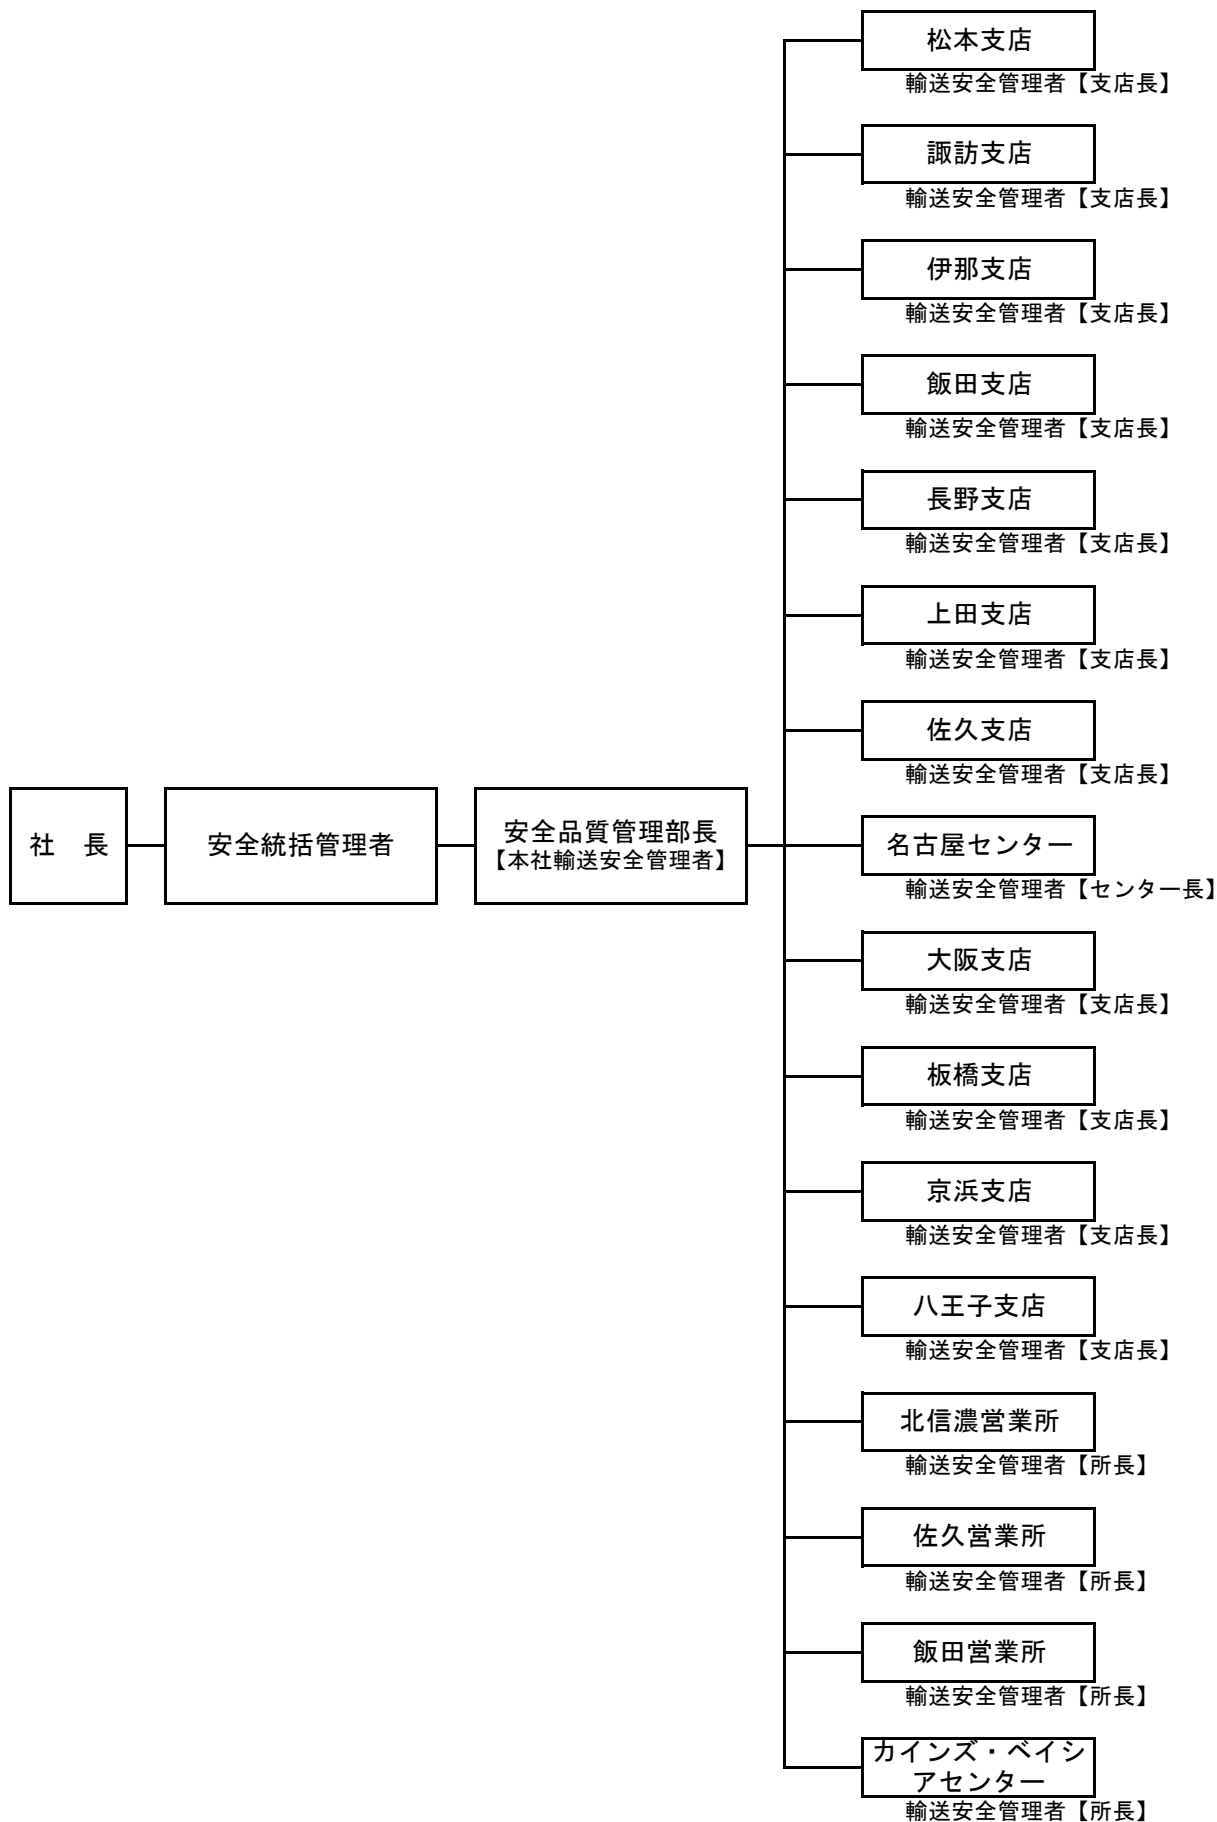 社　長
安全統括管理者
安全品質管理部長
【本社輸送安全管理者】
松本支店
輸送安全管理者【支店長】
諏訪支店
輸送安全管理者【支店長】
伊那支店
輸送安全管理者【支店長】
飯田支店
輸送安全管理者【支店長】
長野支店
輸送安全管理者【支店長】
上田支店
輸送安全管理者【支店長】
佐久支店
輸送安全管理者【支店長】
名古屋センター
輸送安全管理者【センター長】
大阪支店
輸送安全管理者【支店長】
板橋支店
輸送安全管理者【支店長】
京浜支店
輸送安全管理者【支店長】
八王子支店
輸送安全管理者【支店長】
北信濃営業所
輸送安全管理者【所長】
佐久営業所
輸送安全管理者【所長】
飯田営業所
輸送安全管理者【所長】
カインズ・ベイシ
アセンター
輸送安全管理者【所長】